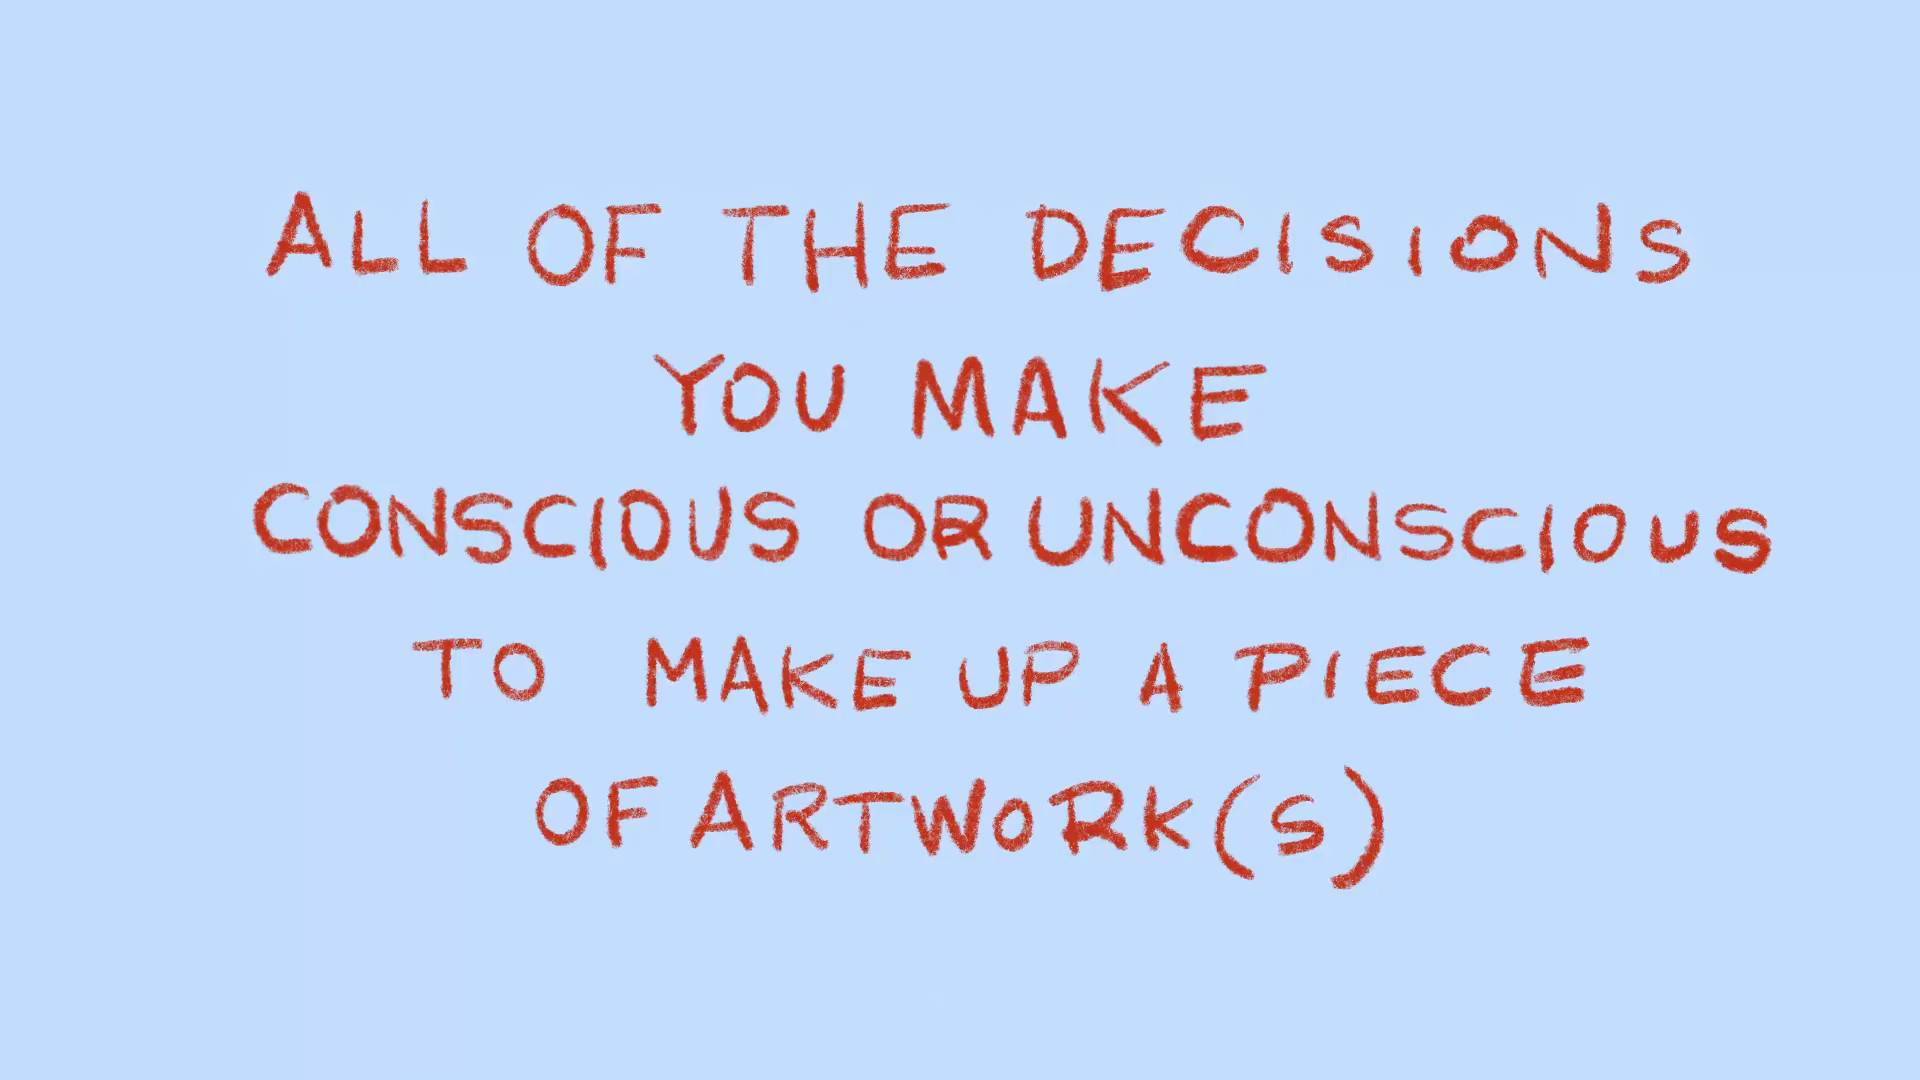 ALL OF THE DECISIONS
YOU MAKE
CONSCIOUS OR UNCONSCIOUS
TO MAKE UP A PIECE
OF ARTWORK(S)